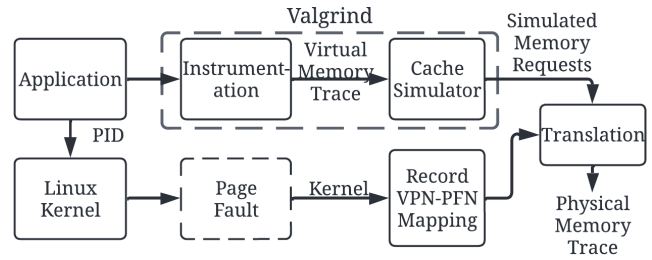 Valgrind
Application
Instrument-
ation
Virtual
Memory
Trace
Cache
Simulator
Simulated
Memory
Requests
PID
Translation
Linux
Kernel
Page
Fault
Kernel
Record
VPN-PFN
Mapping
Physical
Memory
Trace